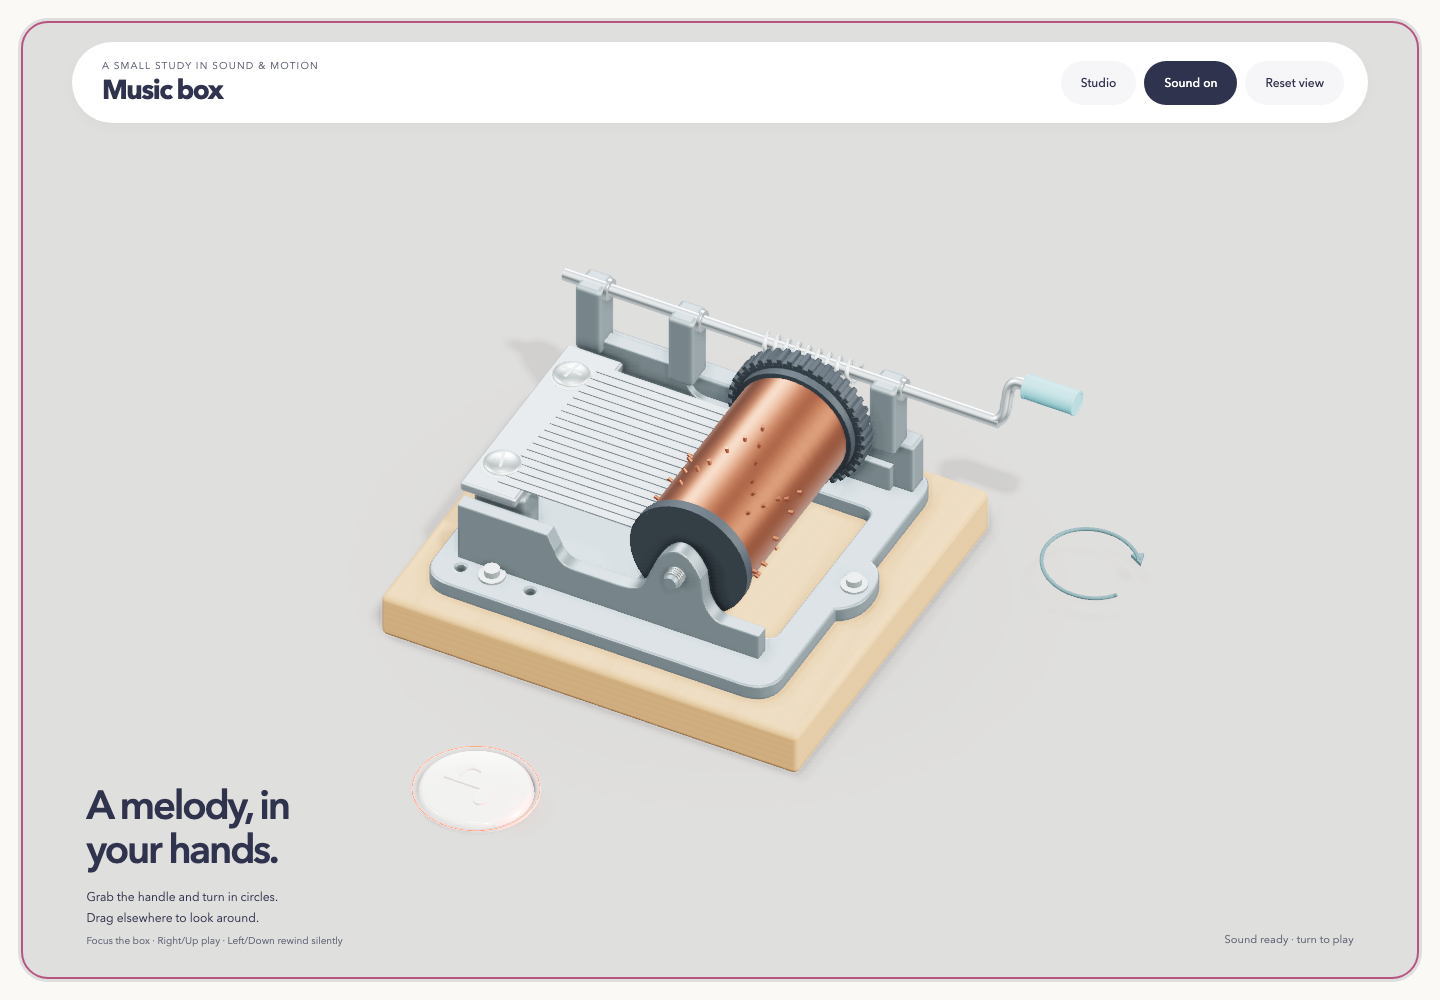 A SMALL STUDY IN SOUND & MOTION
Music box
Studio
Sound on
Reset view
A melody, in
your hands.
Grab the handle and turn in circles.
Drag elsewhere to look around.
Focus the box · Right/Up play · Left/Down rewind silently
Sound ready · turn to play